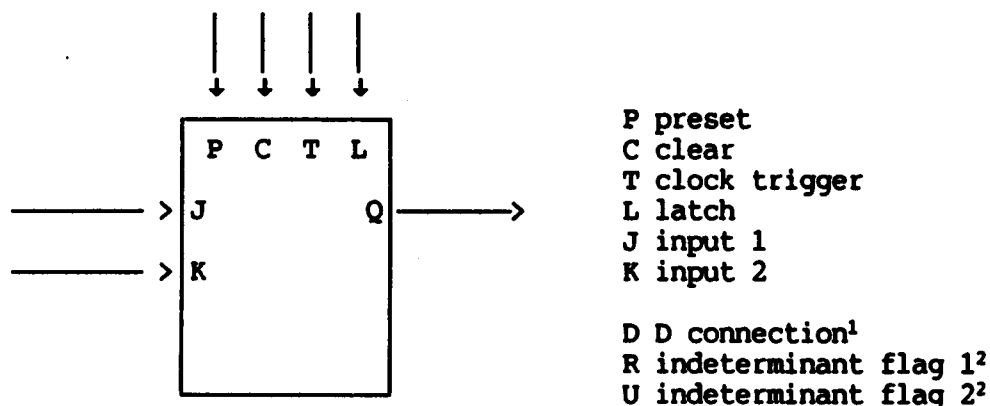 P C T L
J Q
K
P preset
C clear
T clock trigger
L latch
J input 1
K input 2
D D connection¹
R indeterminant flag 1²
U indeterminant flag 2²